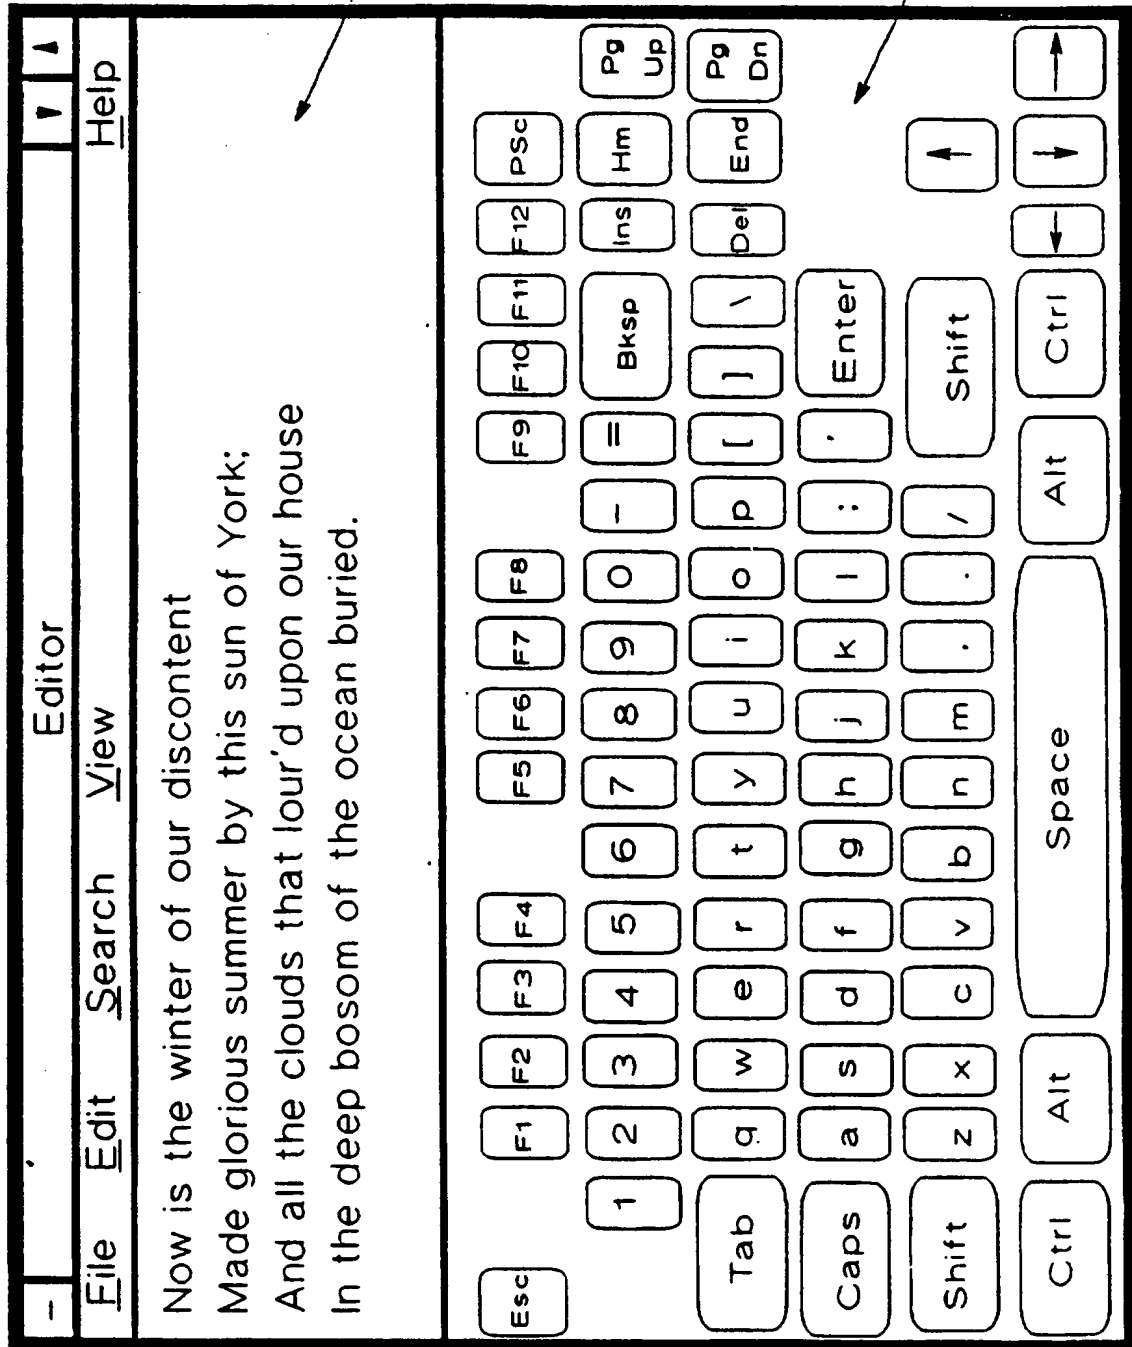 Editor
File Edit Search View Help
Now is the winter of our discontent
Made glorious summer by this sun of York;
And all the clouds that lour'd upon our house
In the deep bosom of the ocean buried.
Esc F1 F2 F3 F4 F5 F6 F7 F8 F9 F10 F11 F12 PSc
1 2 3 4 5 6 7 8 9 0 - = Bksp Ins Hm Pg Up
Tab q w e r t y u i o p [ ] \ Del End Pg Dn
Caps a s d f g h j k l : ' Enter
Shift z x c v b n m . . / Shift ↑
Ctrl Alt Space Alt Ctrl ← ↓ →